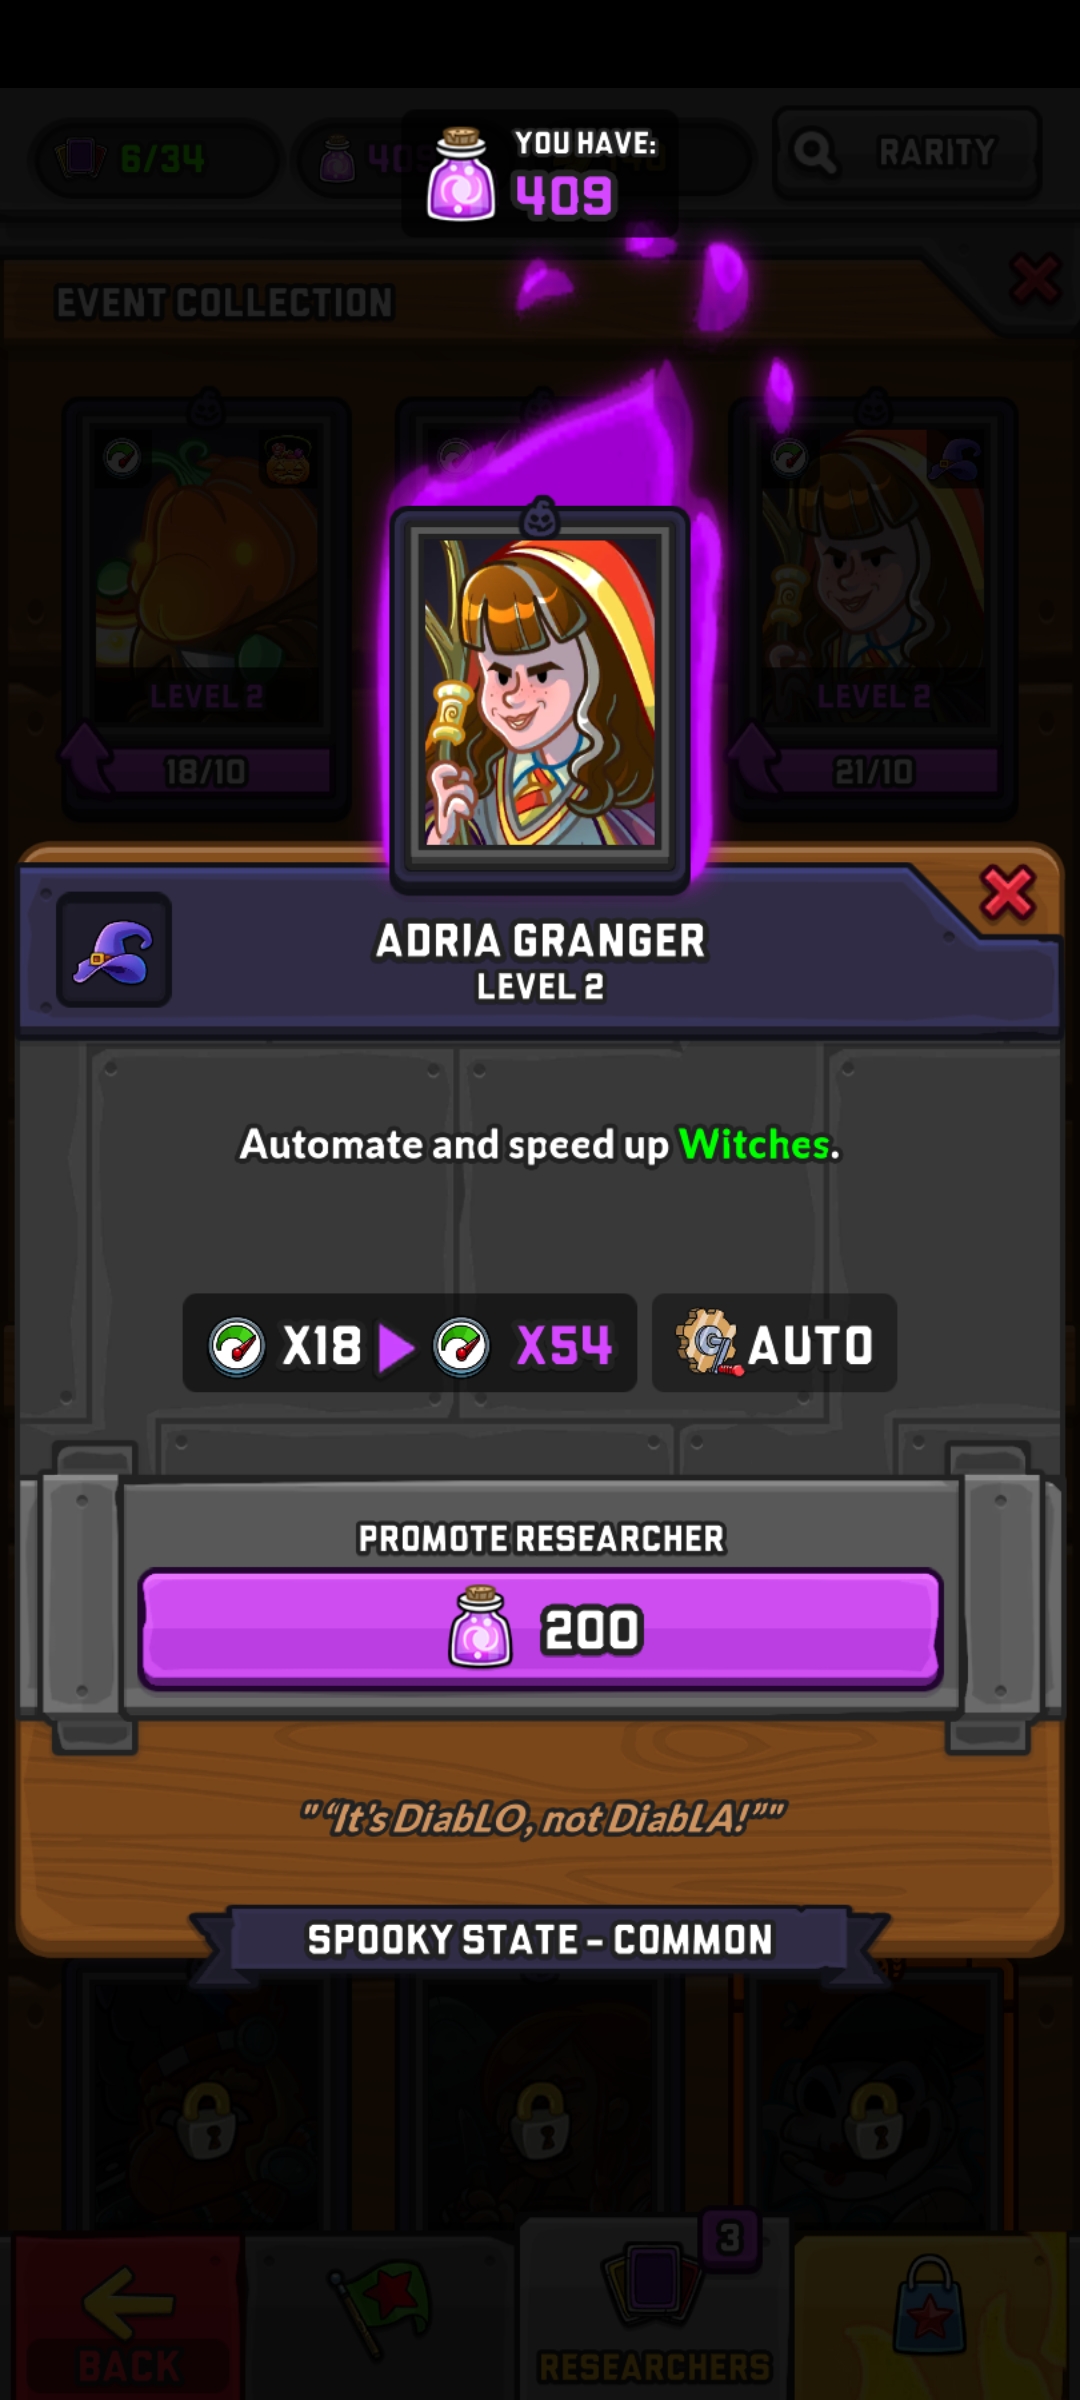 6/34
409
YOU HAVE:
409
RARITY
EVENT COLLECTION
LEVEL 2
18/10
LEVEL 2
21/10
ADRIA GRANGER
LEVEL 2
Automate and speed up Witches.
X18 X54 AUTO
PROMOTE RESEARCHER
200
"“It's DiabLO, not DiabLA!”"
SPOOKY STATE - COMMON
3
BACK
RESEARCHERS